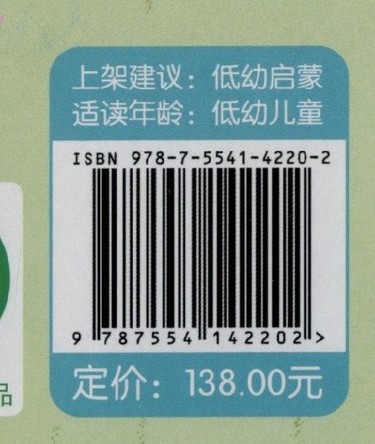 上架建议：低幼启蒙
适读年龄：低幼儿童
ISBN 978-7-5541-4220-2
9 787554 142202 >
定价：138.00元
品